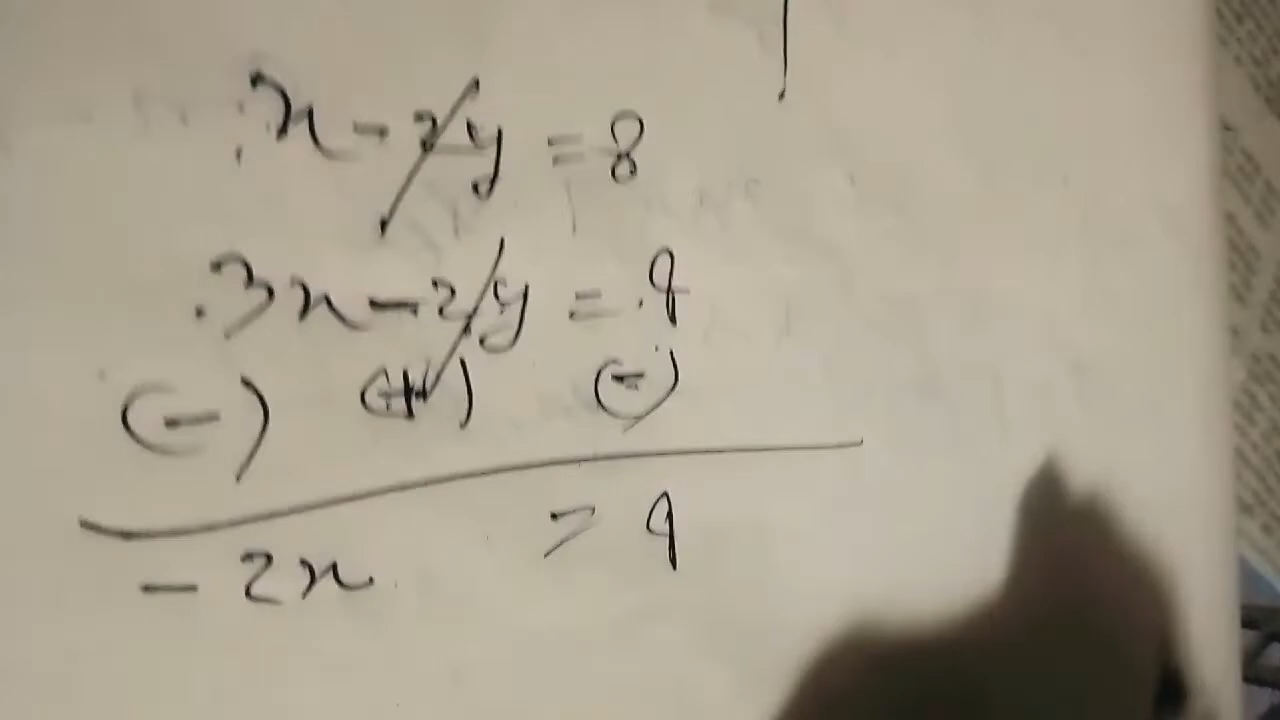 x - 2y = 8
3x - 2y = 9
(-) (+) (-)
- 2x = 9